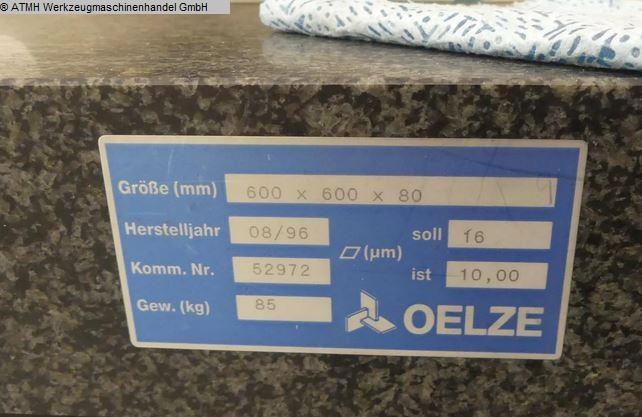 © ATMH Werkzeugmaschinenhandel GmbH
Größe (mm) 600 x 600 x 80
Herstelljahr 08/96 ▱ (µm) soll 16
Komm. Nr. 52972 ist 10,00
Gew. (kg) 85 OELZE